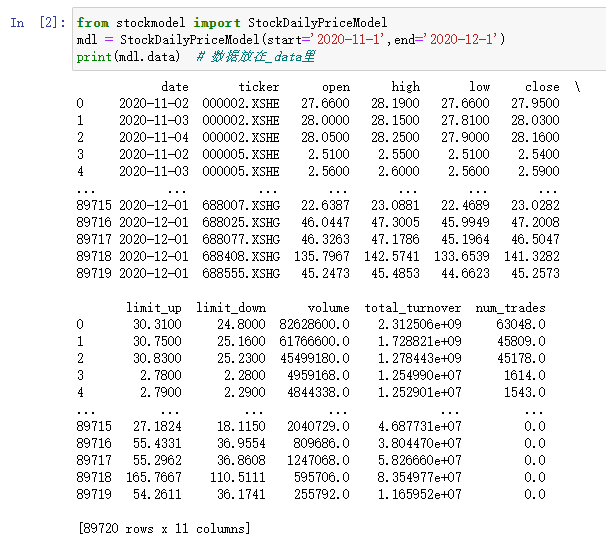 In [2]: from stockmodel import StockDailyPriceModel
mdl = StockDailyPriceModel(start='2020-11-1',end='2020-12-1')
print(mdl.data)  # 数据放在_data里
date ticker open high low close \
0 2020-11-02 000002.XSHE 27.6600 28.1900 27.6600 27.9500
1 2020-11-03 000002.XSHE 28.0000 28.1500 27.8100 28.0300
2 2020-11-04 000002.XSHE 28.0500 28.2500 27.9000 28.1600
3 2020-11-02 000005.XSHE 2.5100 2.5500 2.5100 2.5400
4 2020-11-03 000005.XSHE 2.5600 2.6000 2.5600 2.5900
... ... ... ... ... ... ...
89715 2020-12-01 688007.XSHG 22.6387 23.0881 22.4689 23.0282
89716 2020-12-01 688025.XSHG 46.0447 47.3005 45.9949 47.2008
89717 2020-12-01 688077.XSHG 46.3263 47.1786 45.1964 46.5047
89718 2020-12-01 688408.XSHG 135.7967 142.5741 133.6539 141.3282
89719 2020-12-01 688555.XSHG 45.2473 45.4853 44.6623 45.2573
limit_up limit_down volume total_turnover num_trades
0 30.3100 24.8000 82628600.0 2.312506e+09 63048.0
1 30.7500 25.1600 61766600.0 1.728821e+09 45809.0
2 30.8300 25.2300 45499180.0 1.278443e+09 45178.0
3 2.7800 2.2800 4959168.0 1.254990e+07 1614.0
4 2.7900 2.2900 4844338.0 1.252901e+07 1543.0
... ... ... ... ... ...
89715 27.1824 18.1150 2040729.0 4.687731e+07 0.0
89716 55.4331 36.9554 809686.0 3.804470e+07 0.0
89717 55.2962 36.8608 1247068.0 5.826660e+07 0.0
89718 165.7667 110.5111 595706.0 8.354977e+07 0.0
89719 54.2611 36.1741 255792.0 1.165952e+07 0.0
[89720 rows x 11 columns]